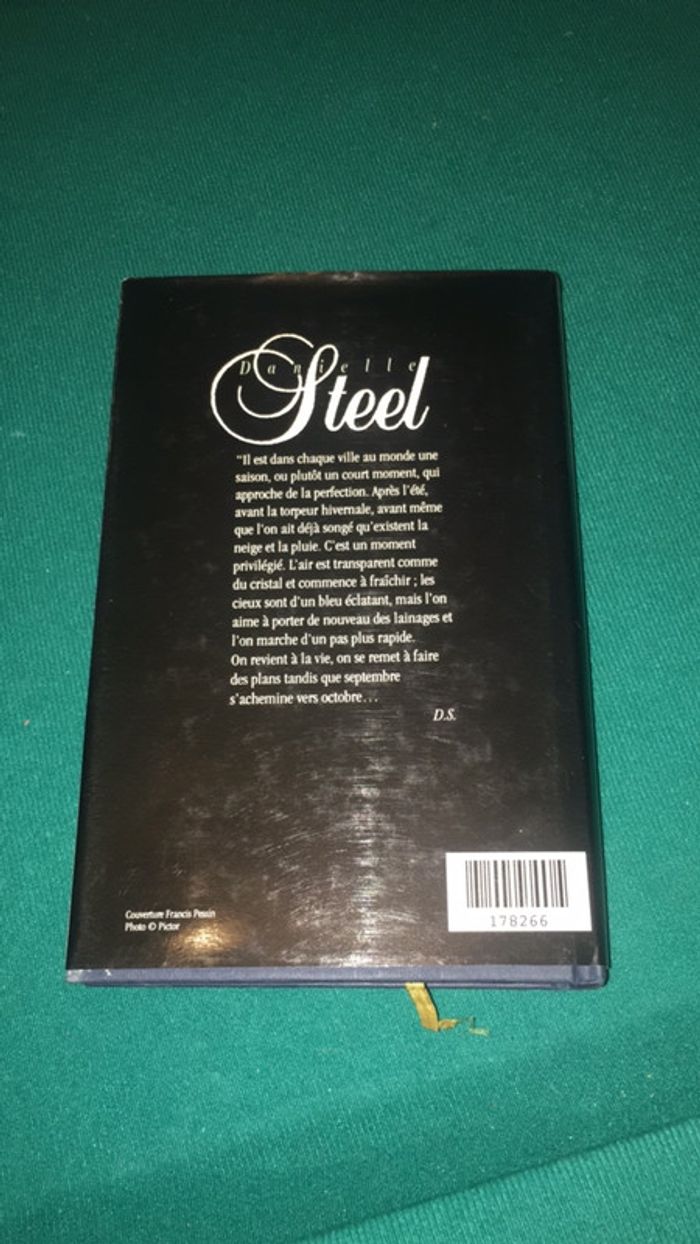 Danielle
Steel
"Il est dans chaque ville au monde une
saison, ou plutôt un court moment, qui
approche de la perfection. Après l'été,
avant la torpeur hivernale, avant même
que l'on ait déjà songé qu'existent la
neige et la pluie. C'est un moment
privilégié. L'air est transparent comme
du cristal et commence à fraîchir ; les
cieux sont d'un bleu éclatant, mais l'on
aime à porter de nouveau des lainages et
l'on marche d'un pas plus rapide.
On revient à la vie, on se remet à faire
des plans tandis que septembre
s'achemine vers octobre...
D.S.
Couverture Francis Pessin
Photo © Pictor
178266